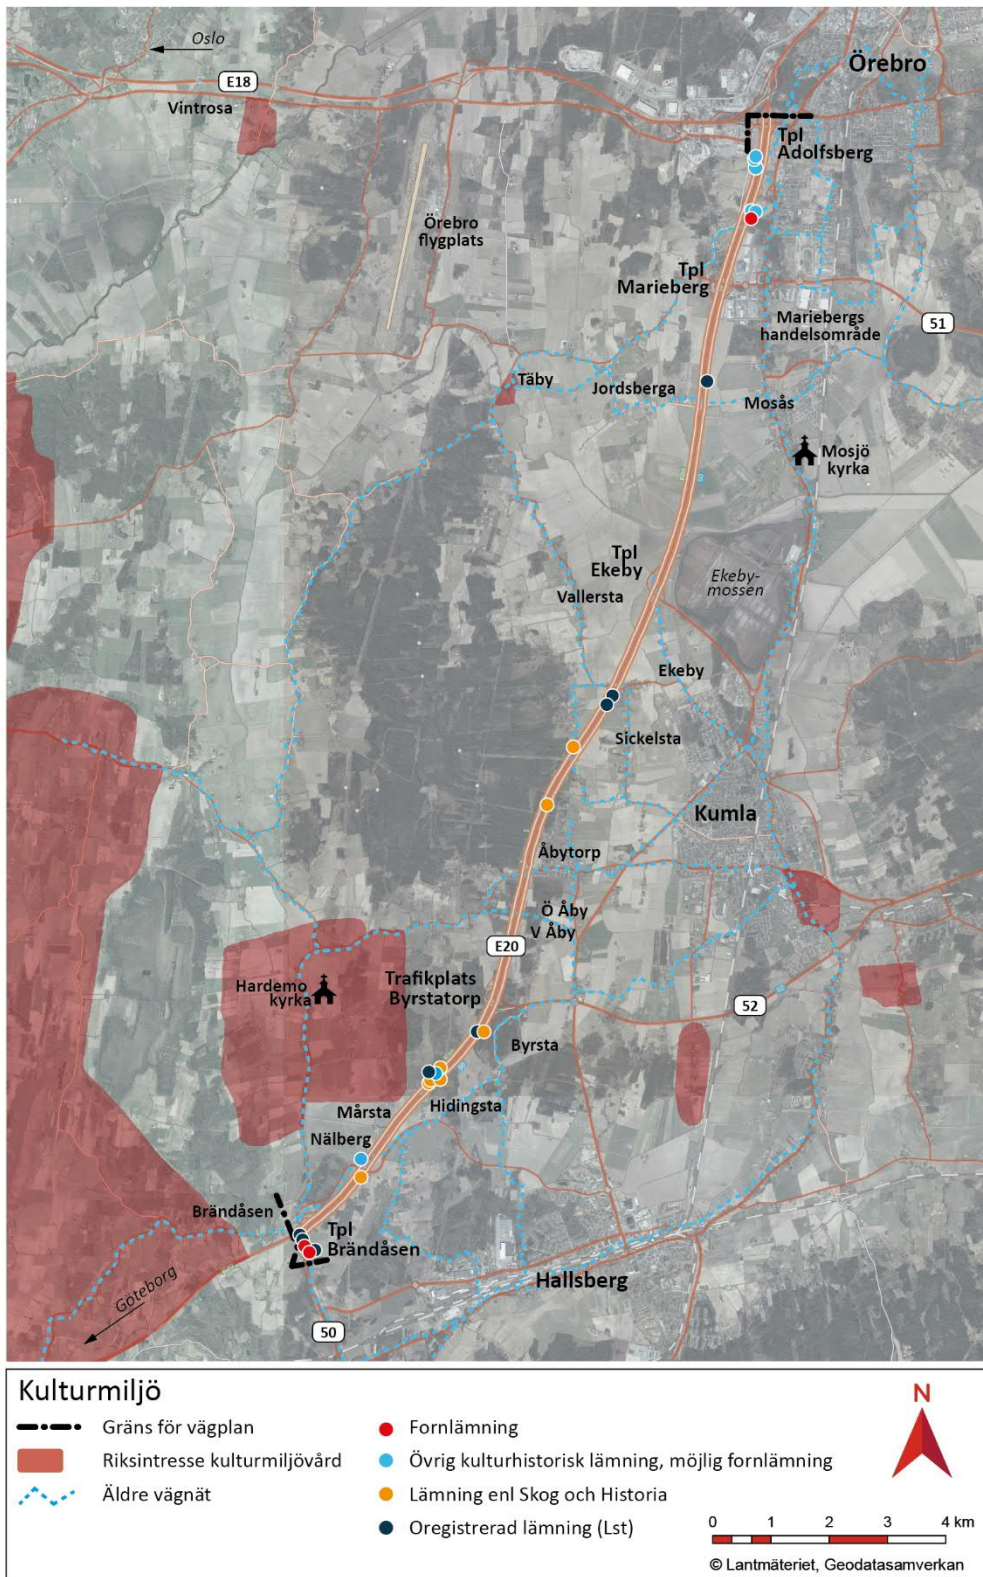 Oslo
E18
Örebro
Vintrosa
Tpl
Adolfsberg
Örebro
flygplats
Tpl
Marieberg
Mariebergs
handelsområde
51
Täby
Jordsberga
Mosås
Mosjö
kyrka
Tpl
Ekeby
Vallersta
Ekeby-
mossen
Ekeby
Sickelsta
Kumla
Åbytorp
Ö Åby
V Åby
E20
Hardemo
kyrka
Trafikplats
Byrstatorp
52
Byrsta
Mårsta
Hidingsta
Nälberg
Brändåsen
Tpl
Brändåsen
Göteborg
Hallsberg
50
Kulturmiljö
Gräns för vägplan
Riksintresse kulturmiljövård
Äldre vägnät
Fornlämning
Övrig kulturhistorisk lämning, möjlig fornlämning
Lämning enl Skog och Historia
Oregistrerad lämning (Lst)
N
0 1 2 3 4 km
© Lantmäteriet, Geodatasamverkan